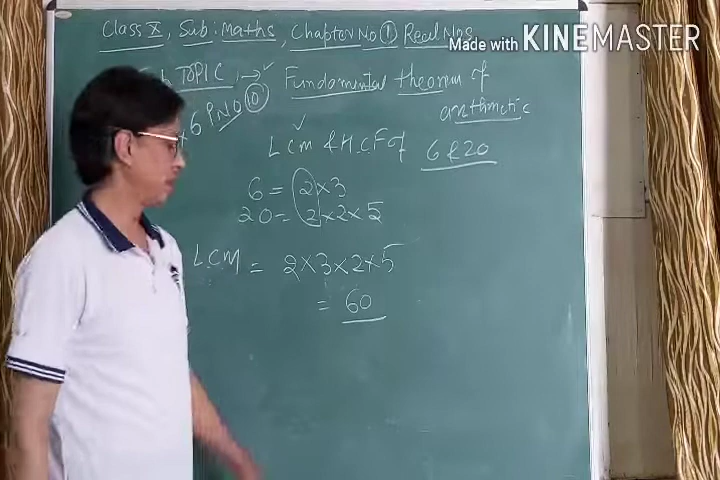 Class X, Sub: Maths, Chapter No 1 Real Nos
Made with KINEMASTER
TOPIC → Fundamental theorem of
arithmetic
6 P.NO 10
LCM & H.C.F of 6 & 20
6 = 2×3
20 = 2×2×5
LCM = 2×3×2×5
= 60